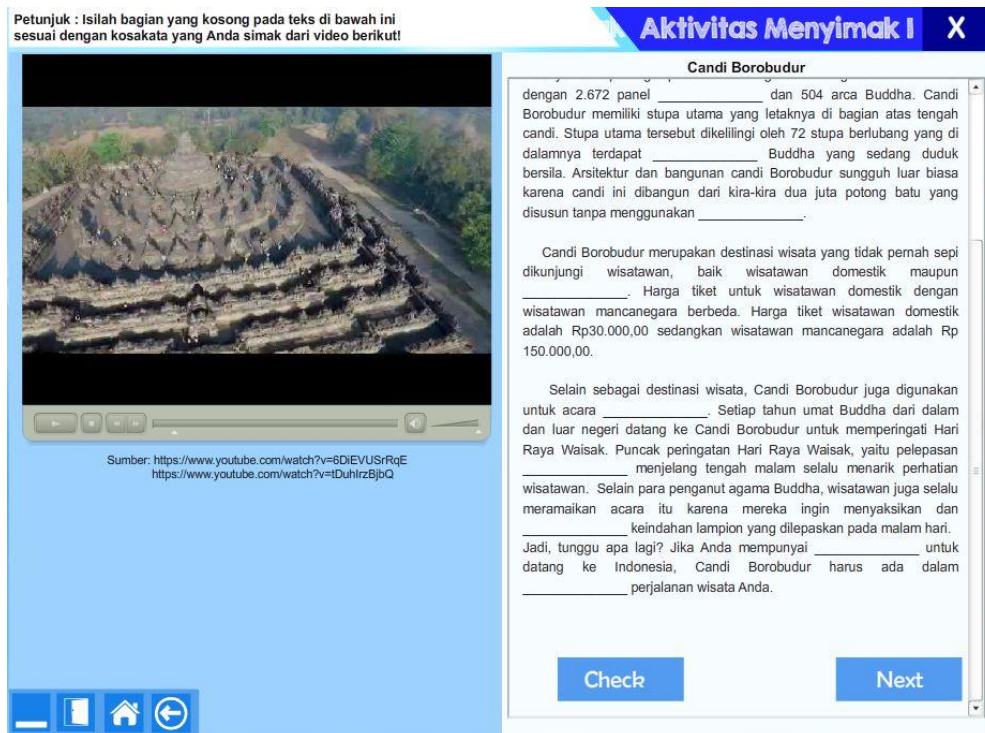 Petunjuk : Isilah bagian yang kosong pada teks di bawah ini
sesuai dengan kosakata yang Anda simak dari video berikut!
Aktivitas Menyimak I
X
Sumber: https://www.youtube.com/watch?v=6DiEVUSrRqE
https://www.youtube.com/watch?v=tDuhIrzBjbQ
Candi Borobudur
dengan 2.672 panel _______________ dan 504 arca Buddha. Candi
Borobudur memiliki stupa utama yang letaknya di bagian atas tengah
candi. Stupa utama tersebut dikelilingi oleh 72 stupa berlubang yang di
dalamnya terdapat _______________ Buddha yang sedang duduk
bersila. Arsitektur dan bangunan candi Borobudur sungguh luar biasa
karena candi ini dibangun dari kira-kira dua juta potong batu yang
disusun tanpa menggunakan _______________.
Candi Borobudur merupakan destinasi wisata yang tidak pernah sepi
dikunjungi wisatawan, baik wisatawan domestik maupun
_______________. Harga tiket untuk wisatawan domestik dengan
wisatawan mancanegara berbeda. Harga tiket wisatawan domestik
adalah Rp30.000,00 sedangkan wisatawan mancanegara adalah Rp
150.000,00.
Selain sebagai destinasi wisata, Candi Borobudur juga digunakan
untuk acara _______________. Setiap tahun umat Buddha dari dalam
dan luar negeri datang ke Candi Borobudur untuk memperingati Hari
Raya Waisak. Puncak peringatan Hari Raya Waisak, yaitu pelepasan
_______________ menjelang tengah malam selalu menarik perhatian
wisatawan. Selain para penganut agama Buddha, wisatawan juga selalu
meramaikan acara itu karena mereka ingin menyaksikan dan
_______________ keindahan lampion yang dilepaskan pada malam hari.
Jadi, tunggu apa lagi? Jika Anda mempunyai _______________ untuk
datang ke Indonesia, Candi Borobudur harus ada dalam
_______________ perjalanan wisata Anda.
Check
Next